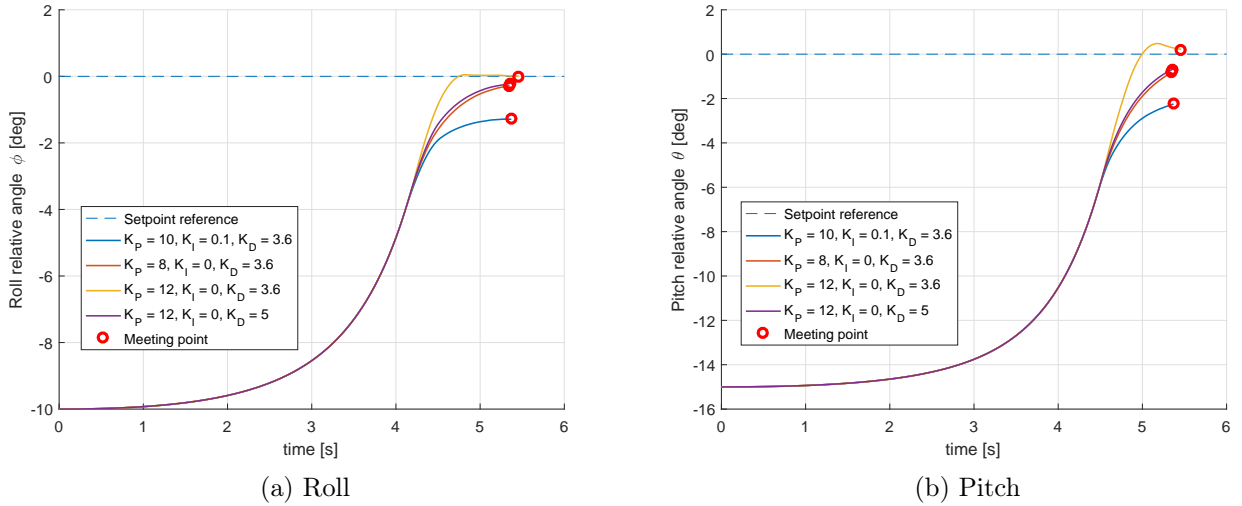 2
0
-2
-4
-6
-8
-10
0
1
2
3
4
5
6
Roll relative angle ϕ [deg]
time [s]
Setpoint reference
K_P = 10, K_I = 0.1, K_D = 3.6
K_P = 8, K_I = 0, K_D = 3.6
K_P = 12, K_I = 0, K_D = 3.6
K_P = 12, K_I = 0, K_D = 5
Meeting point
(a) Roll
2
0
-2
-4
-6
-8
-10
-12
-14
-16
0
1
2
3
4
5
6
Pitch relative angle θ [deg]
time [s]
Setpoint reference
K_P = 10, K_I = 0.1, K_D = 3.6
K_P = 8, K_I = 0, K_D = 3.6
K_P = 12, K_I = 0, K_D = 3.6
K_P = 12, K_I = 0, K_D = 5
Meeting point
(b) Pitch